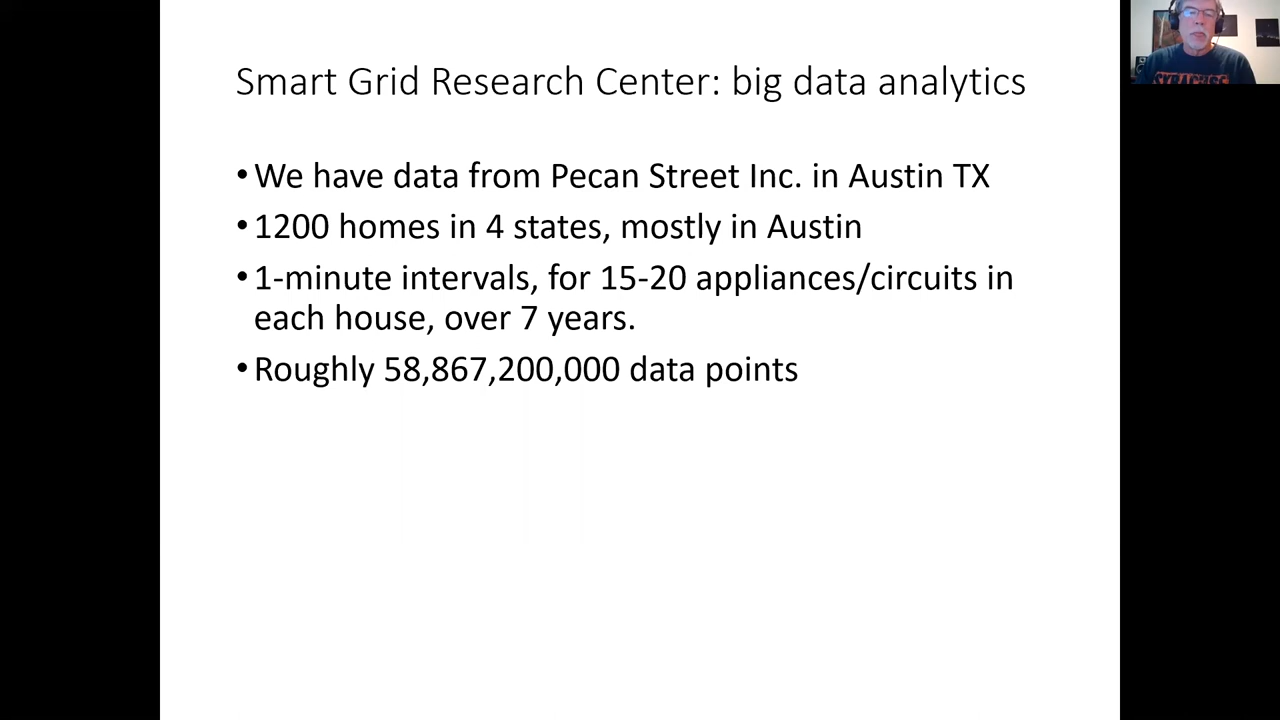 Smart Grid Research Center: big data analytics
•We have data from Pecan Street Inc. in Austin TX
•1200 homes in 4 states, mostly in Austin
•1-minute intervals, for 15-20 appliances/circuits in
each house, over 7 years.
•Roughly 58,867,200,000 data points
SYRACUSE